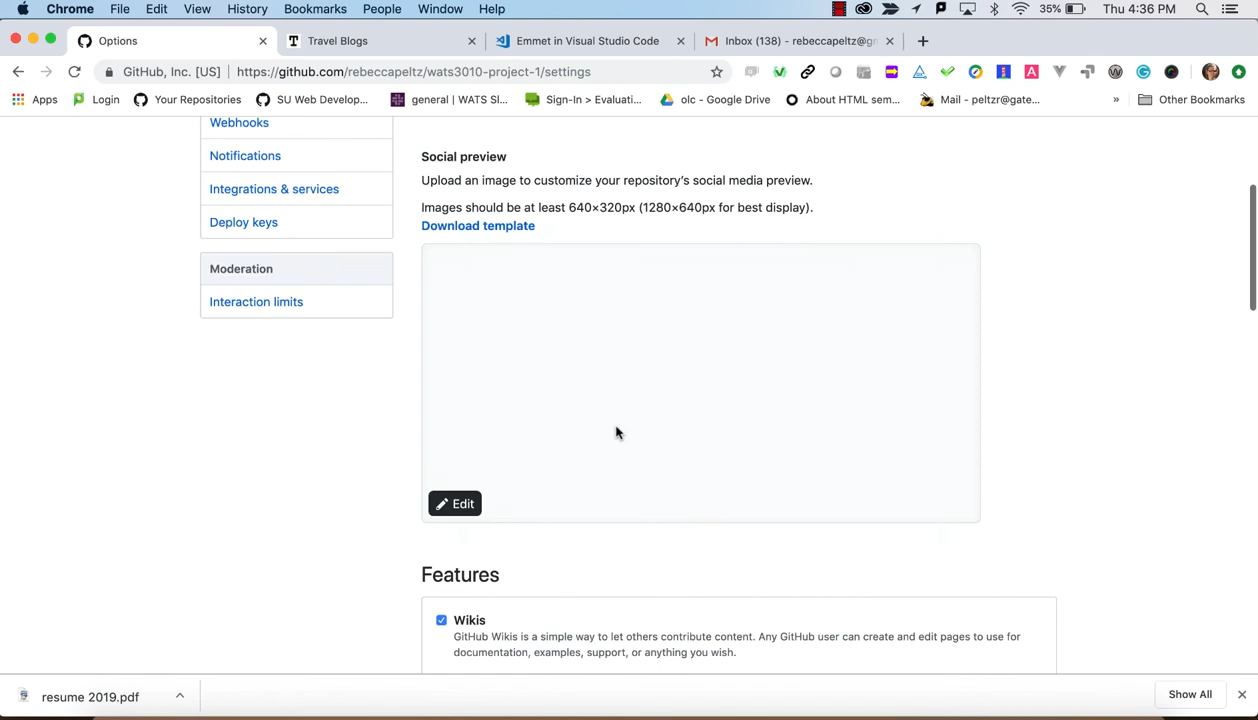 Chrome File Edit View History Bookmarks People Window Help 35% Thu 4:36 PM
Options Travel Blogs Emmet in Visual Studio Code Inbox (138) - rebeccapeltz@gm
GitHub, Inc. [US] https://github.com/rebeccapeltz/wats3010-project-1/settings
Apps Login Your Repositories SU Web Develop... general | WATS Sl... Sign-In > Evaluati... olc - Google Drive About HTML sem... Mail - peltzr@gate... » Other Bookmarks
Webhooks
Notifications
Integrations & services
Deploy keys
Moderation
Interaction limits
Social preview
Upload an image to customize your repository's social media preview.
Images should be at least 640×320px (1280×640px for best display).
Download template
Edit
Features
Wikis
GitHub Wikis is a simple way to let others contribute content. Any GitHub user can create and edit pages to use for
documentation, examples, support, or anything you wish.
resume 2019.pdf Show All